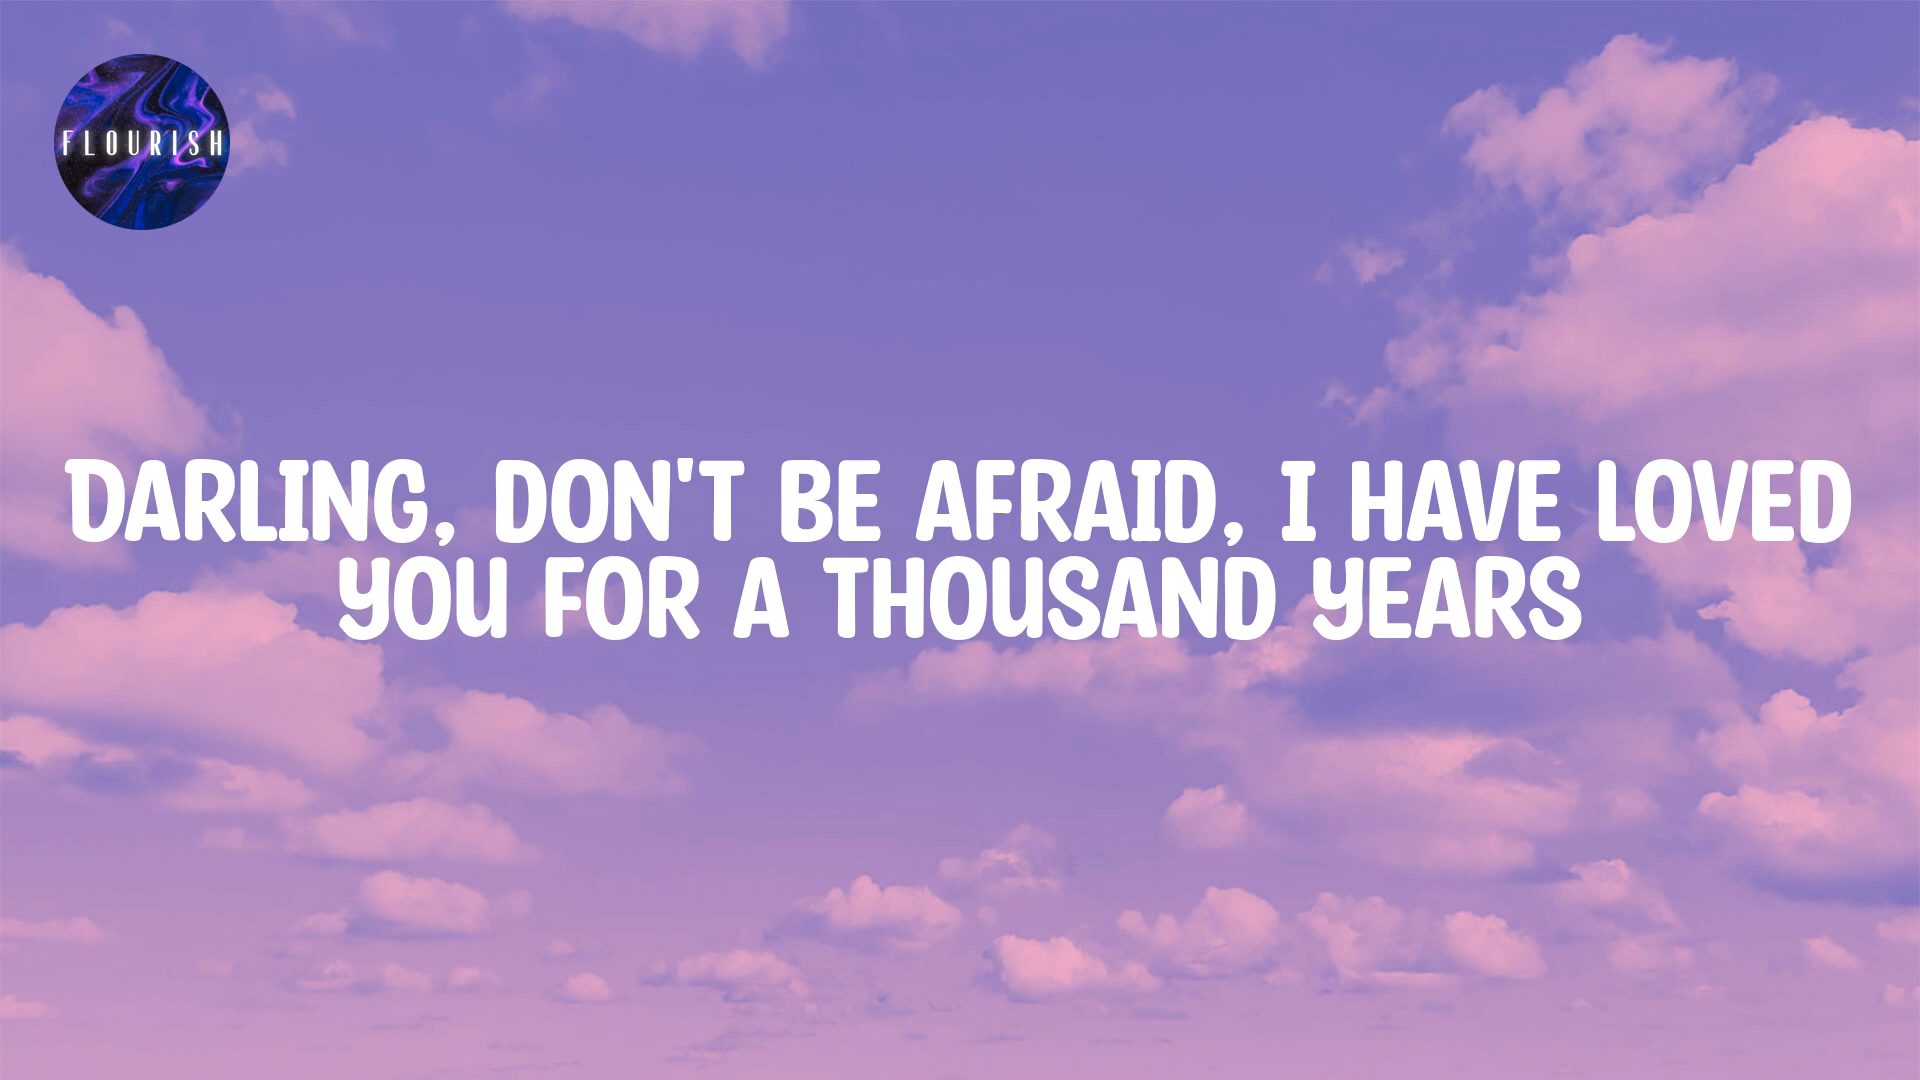 FLOURISH
DARLING, DON'T BE AFRAID, I HAVE LOVED
YOU FOR A THOUSAND YEARS